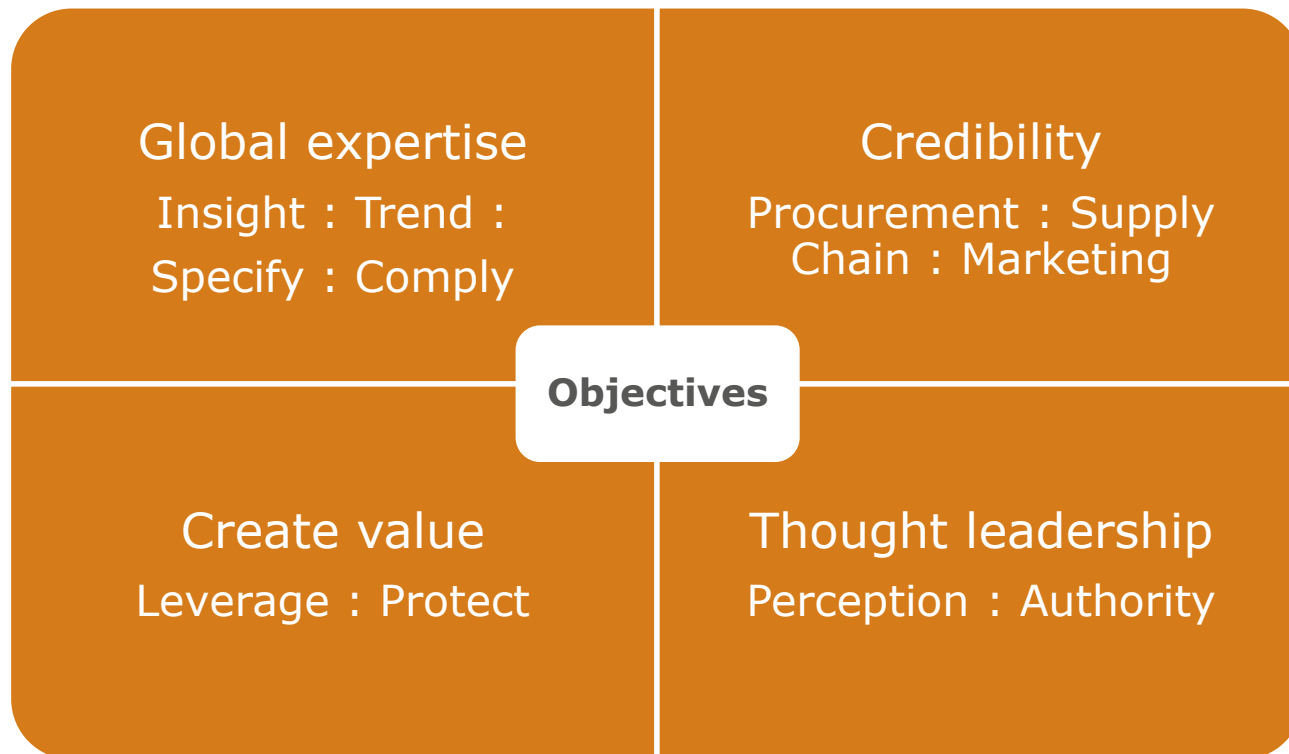 Global expertise
Insight : Trend :
Specify : Comply
Credibility
Procurement : Supply
Chain : Marketing
Objectives
Create value
Leverage : Protect
Thought leadership
Perception : Authority